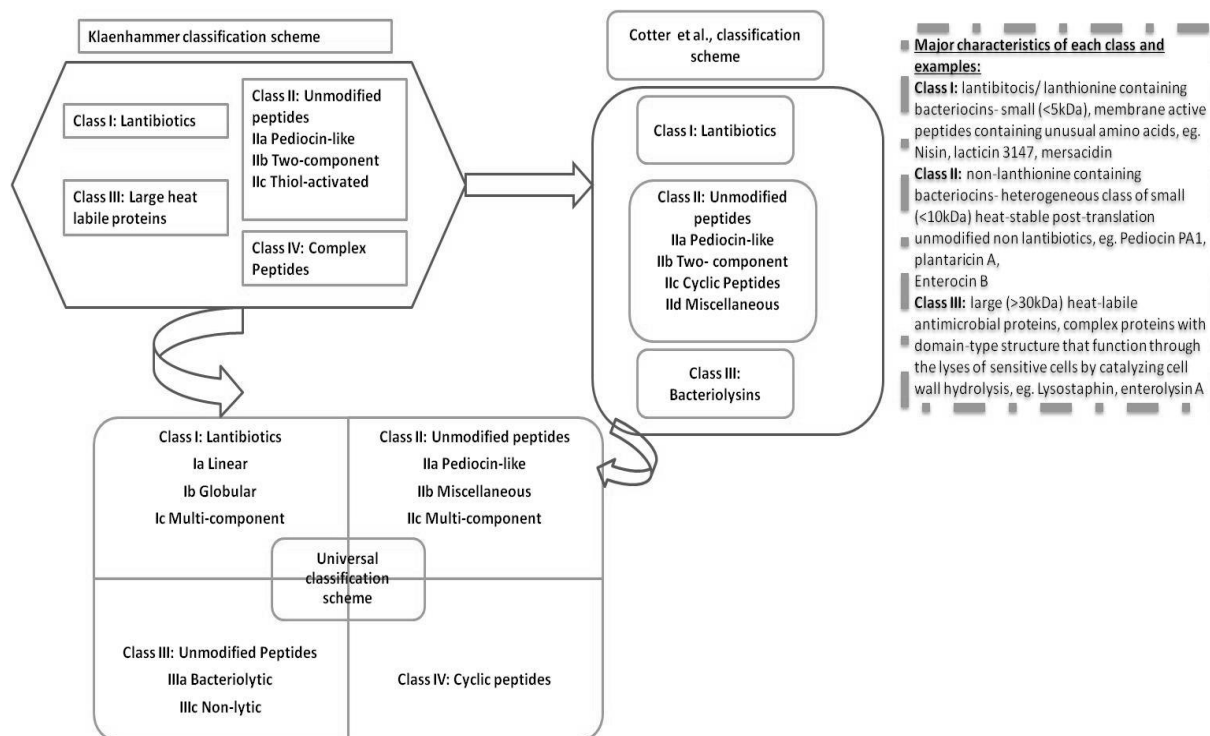 Klaenhammer classification scheme
Class I: Lantibiotics
Class II: Unmodified
peptides
IIa Pediocin-like
IIb Two-component
IIc Thiol-activated
Class III: Large heat
labile proteins
Class IV: Complex
Peptides
Cotter et al., classification
scheme
Class I: Lantibiotics
Class II: Unmodified
peptides
IIa Pediocin-like
IIb Two- component
IIc Cyclic Peptides
IId Miscellaneous
Class III:
Bacteriolysins
Major characteristics of each class and
examples:
Class I: lantibitocis/ lanthionine containing
bacteriocins- small (<5kDa), membrane active
peptides containing unusual amino acids, eg.
Nisin, lacticin 3147, mersacidin
Class II: non-lanthionine containing
bacteriocins- heterogeneous class of small
(<10kDa) heat-stable post-translation
unmodified non lantibiotics, eg. Pediocin PA1,
plantaricin A,
Enterocin B
Class III: large (>30kDa) heat-labile
antimicrobial proteins, complex proteins with
domain-type structure that function through
the lyses of sensitive cells by catalyzing cell
wall hydrolysis, eg. Lysostaphin, enterolysin A
Class I: Lantibiotics
Ia Linear
Ib Globular
Ic Multi-component
Class II: Unmodified peptides
IIa Pediocin-like
IIb Miscellaneous
IIc Multi-component
Universal
classification
scheme
Class III: Unmodified Peptides
IIIa Bacteriolytic
IIIc Non-lytic
Class IV: Cyclic peptides